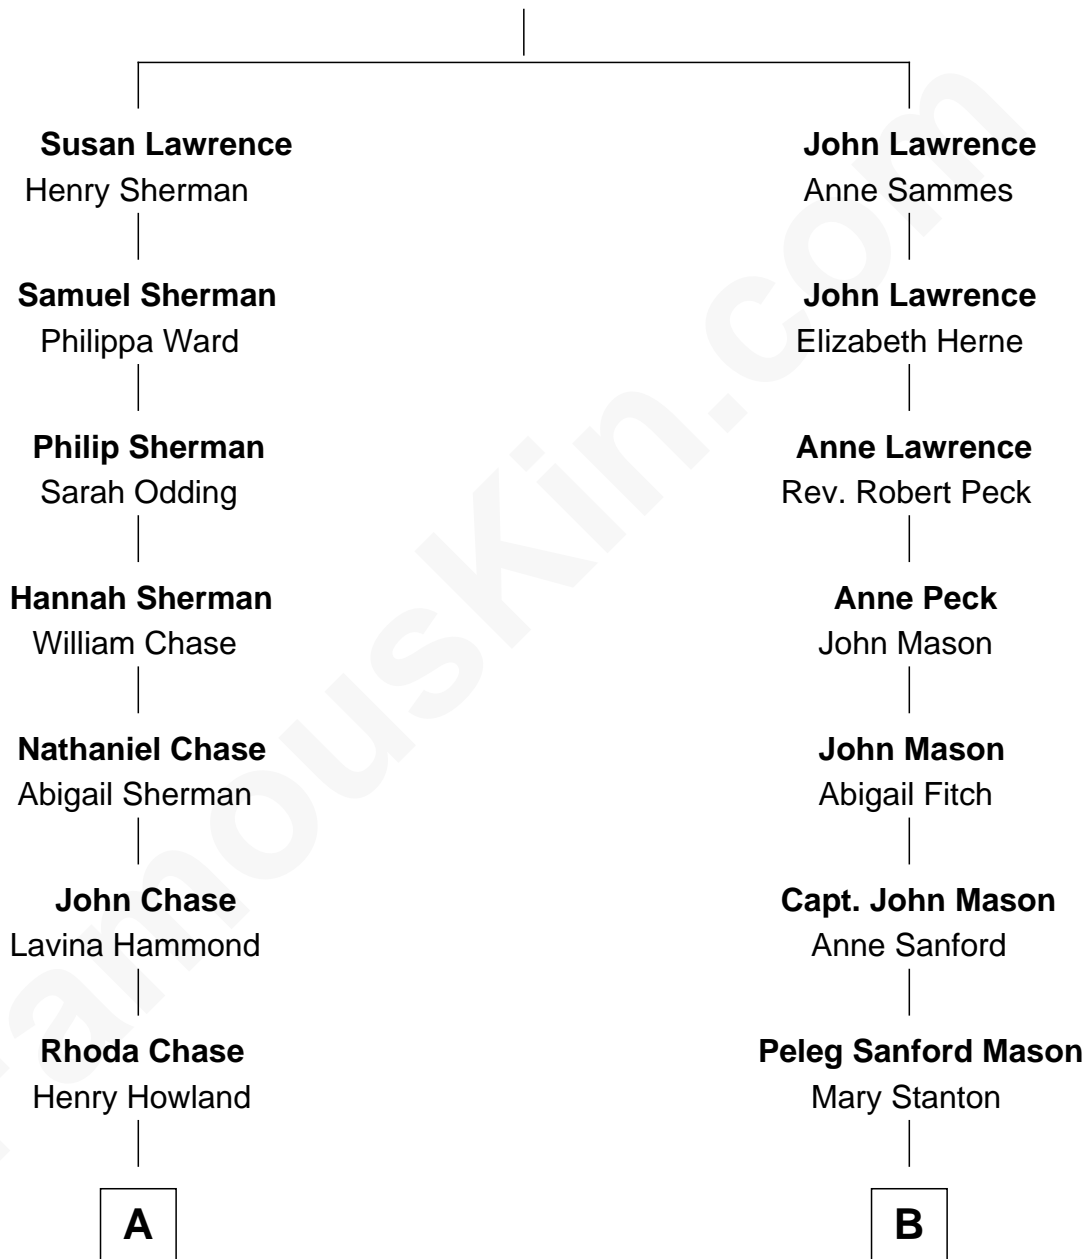 Susan Lawrence
Henry Sherman
Samuel Sherman
Philippa Ward
Philip Sherman
Sarah Odding
Hannah Sherman
William Chase
Nathaniel Chase
Abigail Sherman
John Chase
Lavina Hammond
Rhoda Chase
Henry Howland
A
John Lawrence
Anne Sammes
John Lawrence
Elizabeth Herne
Anne Lawrence
Rev. Robert Peck
Anne Peck
John Mason
John Mason
Abigail Fitch
Capt. John Mason
Anne Sanford
Peleg Sanford Mason
Mary Stanton
B
FamousKin.com